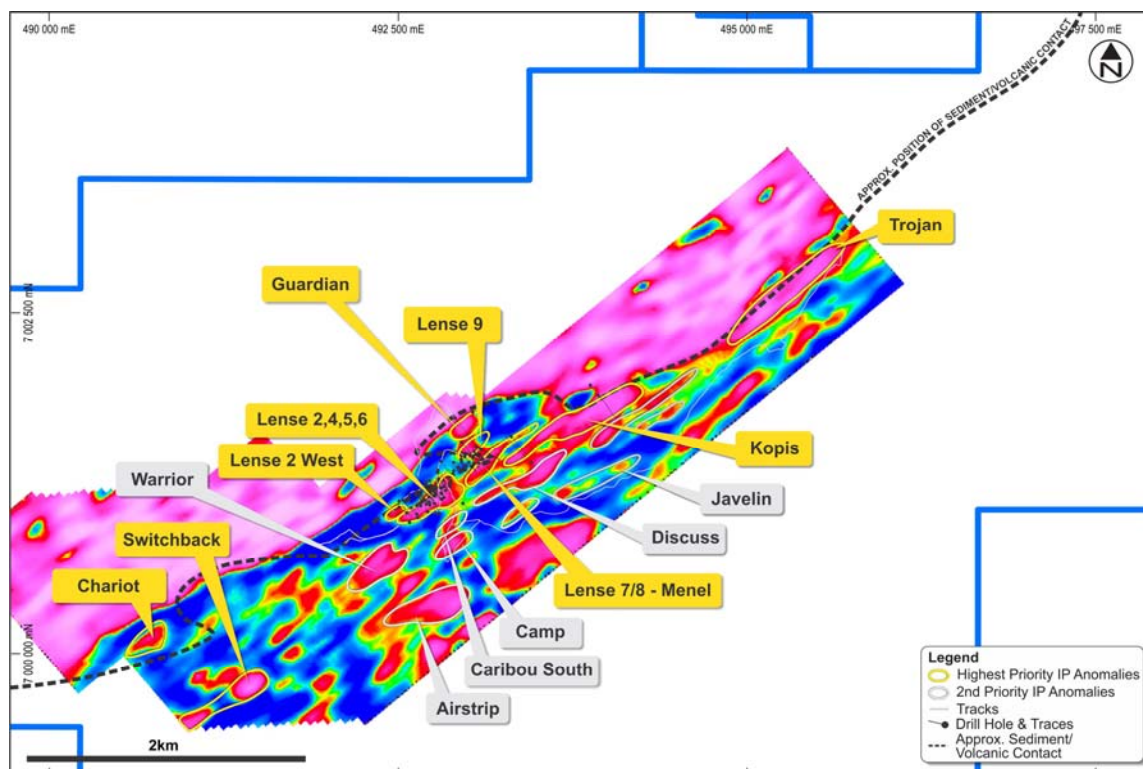 490 000 mE
492 500 mE
495 000 mE
497 500 mE
N
APPROX. POSITION OF SEDIMENT/VOLCANIC CONTACT
Trojan
Guardian
7 002 500 mN
Lense 9
Lense 2,4,5,6
Kopis
Lense 2 West
Warrior
Javelin
Switchback
Discuss
Chariot
Lense 7/8 - Menel
Camp
Caribou South
7 000 000 mN
Airstrip
2km
Legend
Highest Priority IP Anomalies
2nd Priority IP Anomalies
Tracks
Drill Hole & Traces
Approx. Sediment/
Volcanic Contact